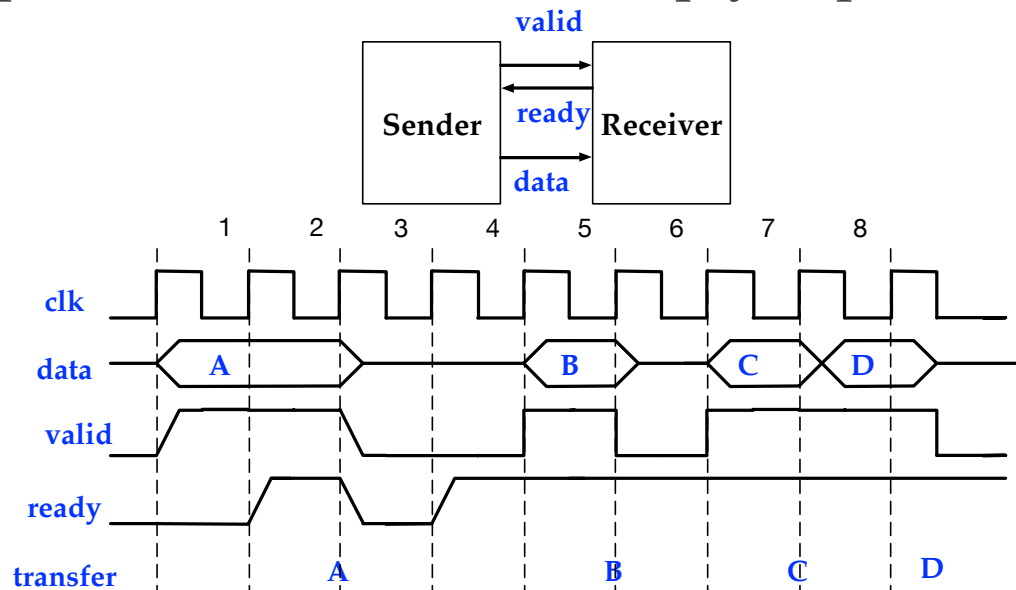 valid
Sender
ready
Receiver
data
1 2 3 4 5 6 7 8
clk
data A B C D
valid
ready
transfer A B C D